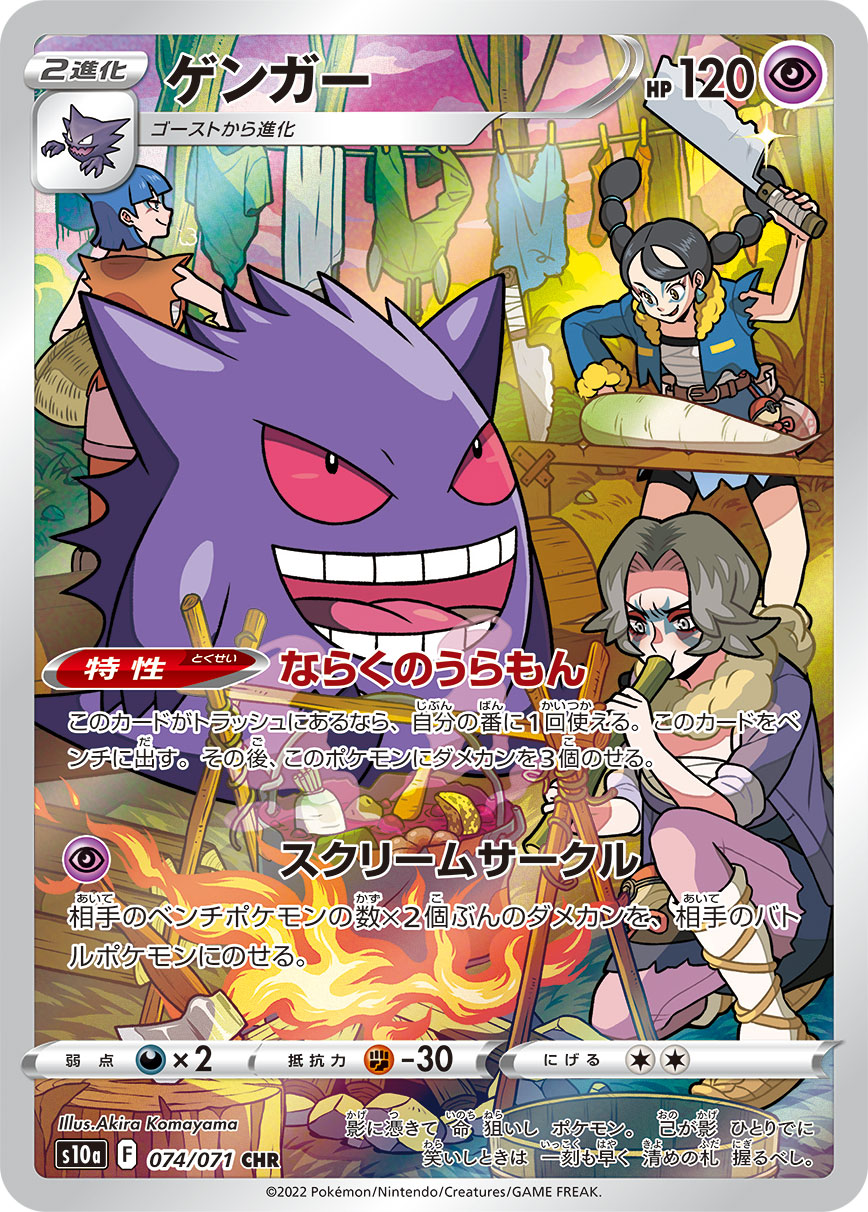 2進化
ゲンガー
HP120
ゴーストから進化
特性 とくせい ならくのうらもん
このカードがトラッシュにあるなら、自分の番に1回使える。このカードをベ
ンチに出す。その後、このポケモンにダメカンを3個のせる。
スクリームサークル
相手のベンチポケモンの数×2個ぶんのダメカンを、相手のバト
ルポケモンにのせる。
弱点 ×2 抵抗力 -30 にげる
Illus.Akira Komayama
影に憑きて 命 狙いし ポケモン。 己が影 ひとりでに
笑いしときは 一刻も早く 清めの札 握るべし。
s10a F 074/071 CHR
©2022 Pokémon/Nintendo/Creatures/GAME FREAK.